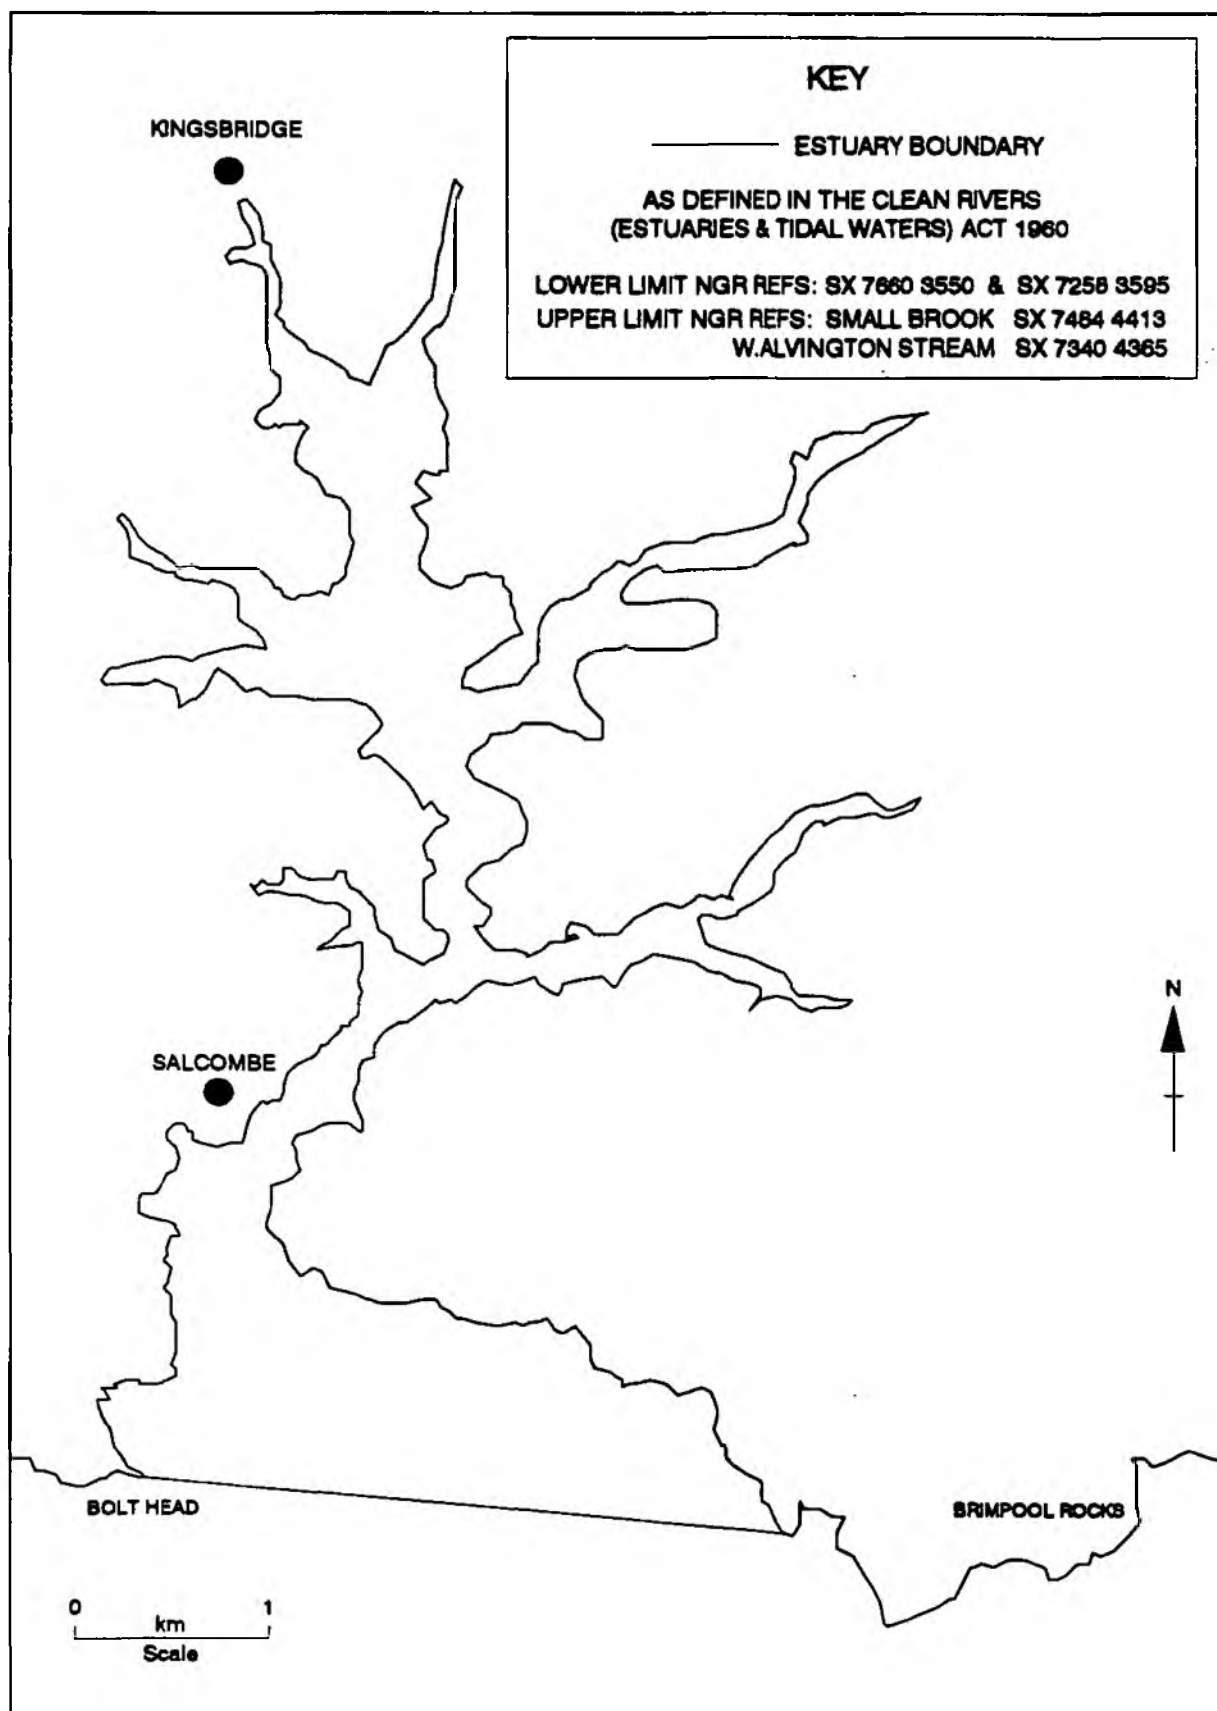 KEY
ESTUARY BOUNDARY
AS DEFINED IN THE CLEAN RIVERS
(ESTUARIES & TIDAL WATERS) ACT 1960
LOWER LIMIT NGR REFS: SX 7660 3550 & SX 7258 3595
UPPER LIMIT NGR REFS: SMALL BROOK SX 7484 4413
W.ALVINGTON STREAM SX 7340 4365
KINGSBRIDGE
N
SALCOMBE
BOLT HEAD
BRIMPOOL ROCKS
0 1
km
Scale